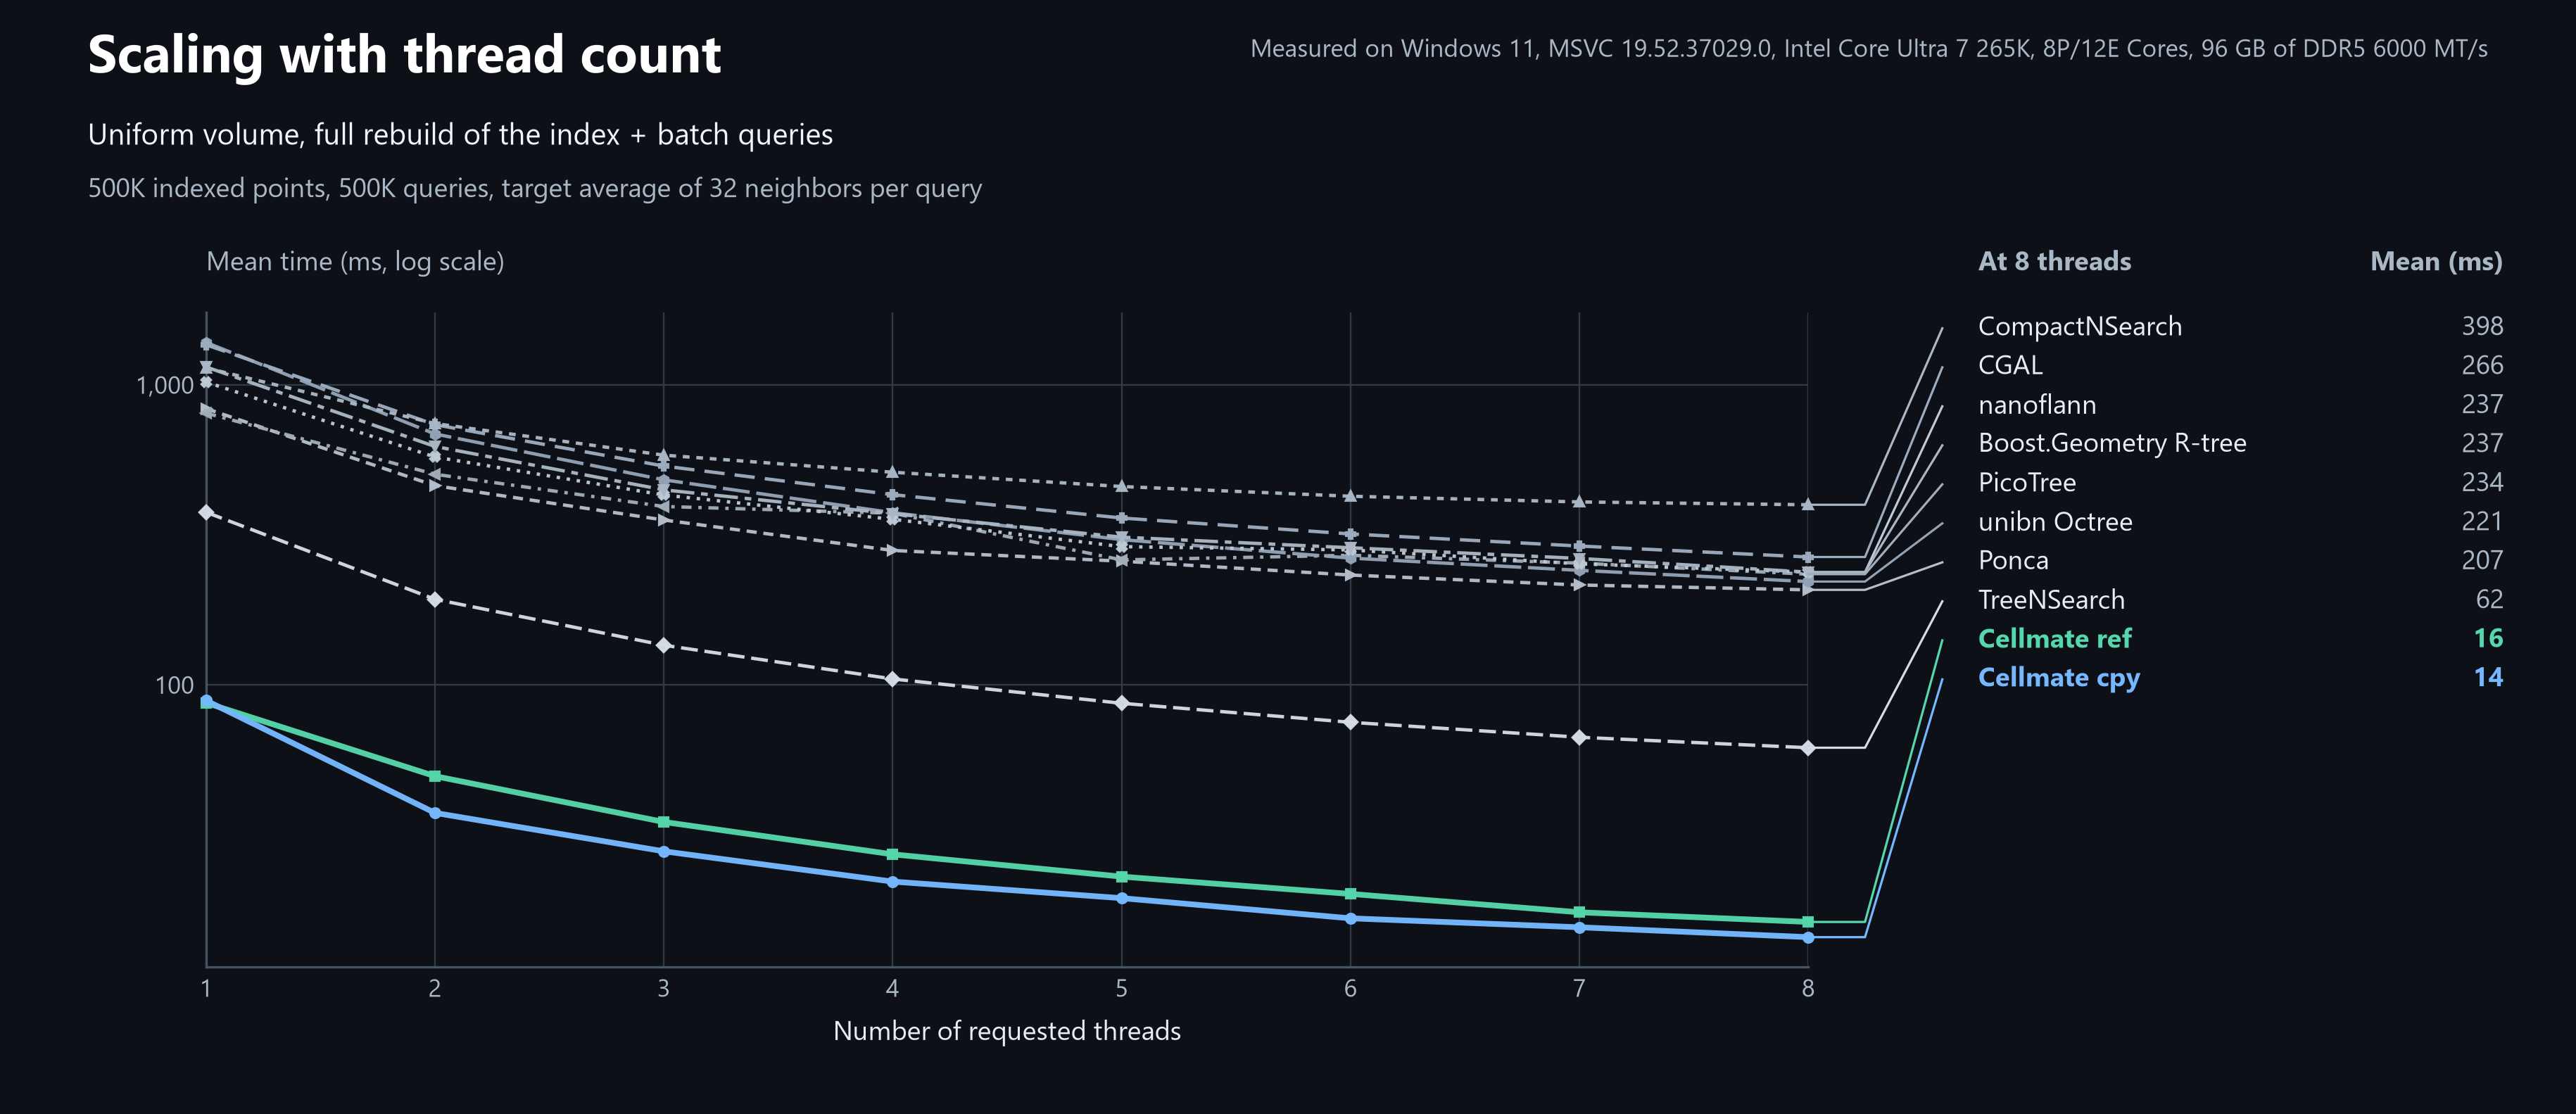 Scaling with thread count
Measured on Windows 11, MSVC 19.52.37029.0, Intel Core Ultra 7 265K, 8P/12E Cores, 96 GB of DDR5 6000 MT/s
Uniform volume, full rebuild of the index + batch queries
500K indexed points, 500K queries, target average of 32 neighbors per query
Mean time (ms, log scale)
1,000
100
1 2 3 4 5 6 7 8
Number of requested threads
At 8 threads Mean (ms)
CompactNSearch 398
CGAL 266
nanoflann 237
Boost.Geometry R-tree 237
PicoTree 234
unibn Octree 221
Ponca 207
TreeNSearch 62
Cellmate ref 16
Cellmate cpy 14